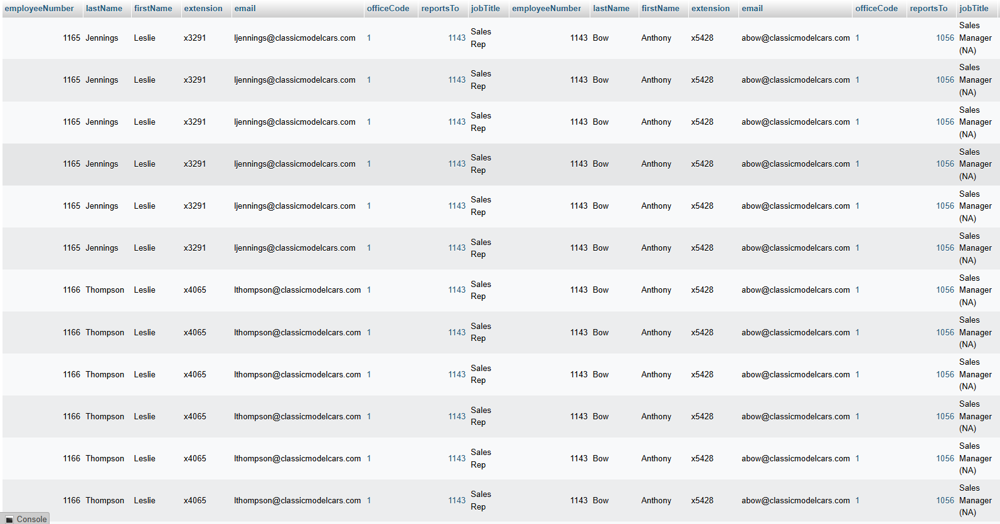 employeeNumber lastName firstName extension email officeCode reportsTo jobTitle employeeNumber lastName firstName extension email officeCode reportsTo jobTitle
1165 Jennings Leslie x3291 ljennings@classicmodelcars.com 1 1143 Sales Rep 1143 Bow Anthony x5428 abow@classicmodelcars.com 1 1056 Sales Manager (NA)
1165 Jennings Leslie x3291 ljennings@classicmodelcars.com 1 1143 Sales Rep 1143 Bow Anthony x5428 abow@classicmodelcars.com 1 1056 Sales Manager (NA)
1165 Jennings Leslie x3291 ljennings@classicmodelcars.com 1 1143 Sales Rep 1143 Bow Anthony x5428 abow@classicmodelcars.com 1 1056 Sales Manager (NA)
1165 Jennings Leslie x3291 ljennings@classicmodelcars.com 1 1143 Sales Rep 1143 Bow Anthony x5428 abow@classicmodelcars.com 1 1056 Sales Manager (NA)
1165 Jennings Leslie x3291 ljennings@classicmodelcars.com 1 1143 Sales Rep 1143 Bow Anthony x5428 abow@classicmodelcars.com 1 1056 Sales Manager (NA)
1165 Jennings Leslie x3291 ljennings@classicmodelcars.com 1 1143 Sales Rep 1143 Bow Anthony x5428 abow@classicmodelcars.com 1 1056 Sales Manager (NA)
1166 Thompson Leslie x4065 lthompson@classicmodelcars.com 1 1143 Sales Rep 1143 Bow Anthony x5428 abow@classicmodelcars.com 1 1056 Sales Manager (NA)
1166 Thompson Leslie x4065 lthompson@classicmodelcars.com 1 1143 Sales Rep 1143 Bow Anthony x5428 abow@classicmodelcars.com 1 1056 Sales Manager (NA)
1166 Thompson Leslie x4065 lthompson@classicmodelcars.com 1 1143 Sales Rep 1143 Bow Anthony x5428 abow@classicmodelcars.com 1 1056 Sales Manager (NA)
1166 Thompson Leslie x4065 lthompson@classicmodelcars.com 1 1143 Sales Rep 1143 Bow Anthony x5428 abow@classicmodelcars.com 1 1056 Sales Manager (NA)
1166 Thompson Leslie x4065 lthompson@classicmodelcars.com 1 1143 Sales Rep 1143 Bow Anthony x5428 abow@classicmodelcars.com 1 1056 Sales Manager (NA)
1166 Thompson Leslie x4065 lthompson@classicmodelcars.com 1 1143 Sales Rep 1143 Bow Anthony x5428 abow@classicmodelcars.com 1 1056 Sales Manager (NA)
Console